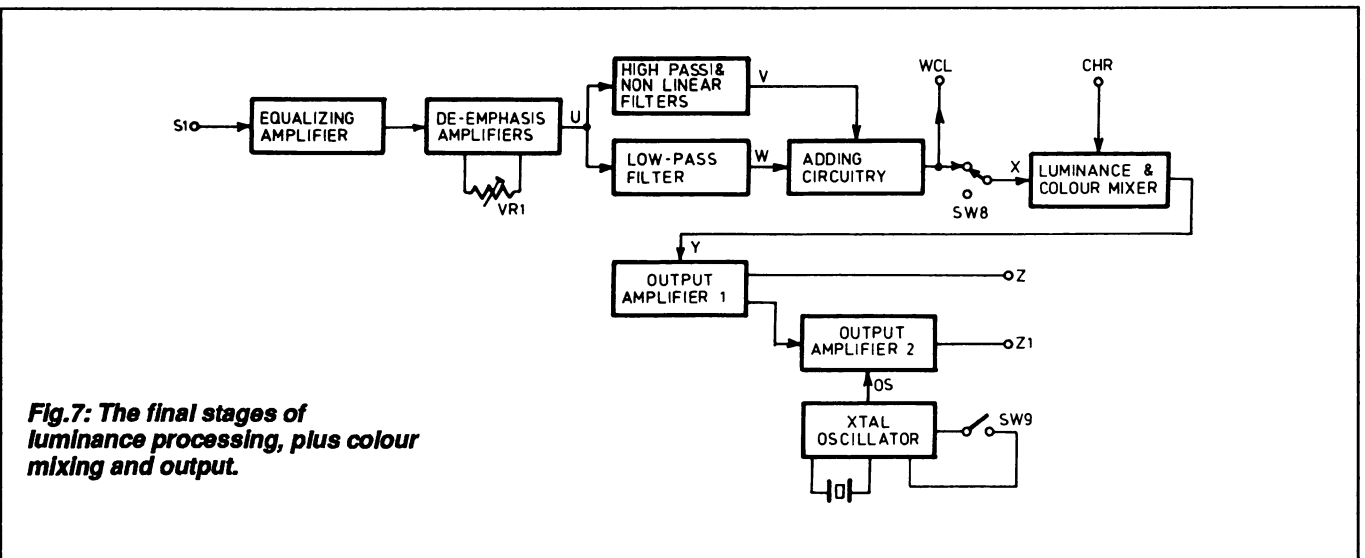 S1
EQUALIZING
AMPLIFIER
DE-EMPHASIS
AMPLIFIERS
VR1
U
HIGH PASSI&
NON LINEAR
FILTERS
V
LOW-PASS
FILTER
W
ADDING
CIRCUITRY
WCL
SW8
X
CHR
LUMINANCE &
COLOUR MIXER
Y
OUTPUT
AMPLIFIER 1
Z
OUTPUT
AMPLIFIER 2
Z1
OS
XTAL
OSCILLATOR
SW9
Fig.7: The final stages of
luminance processing, plus colour
mixing and output.